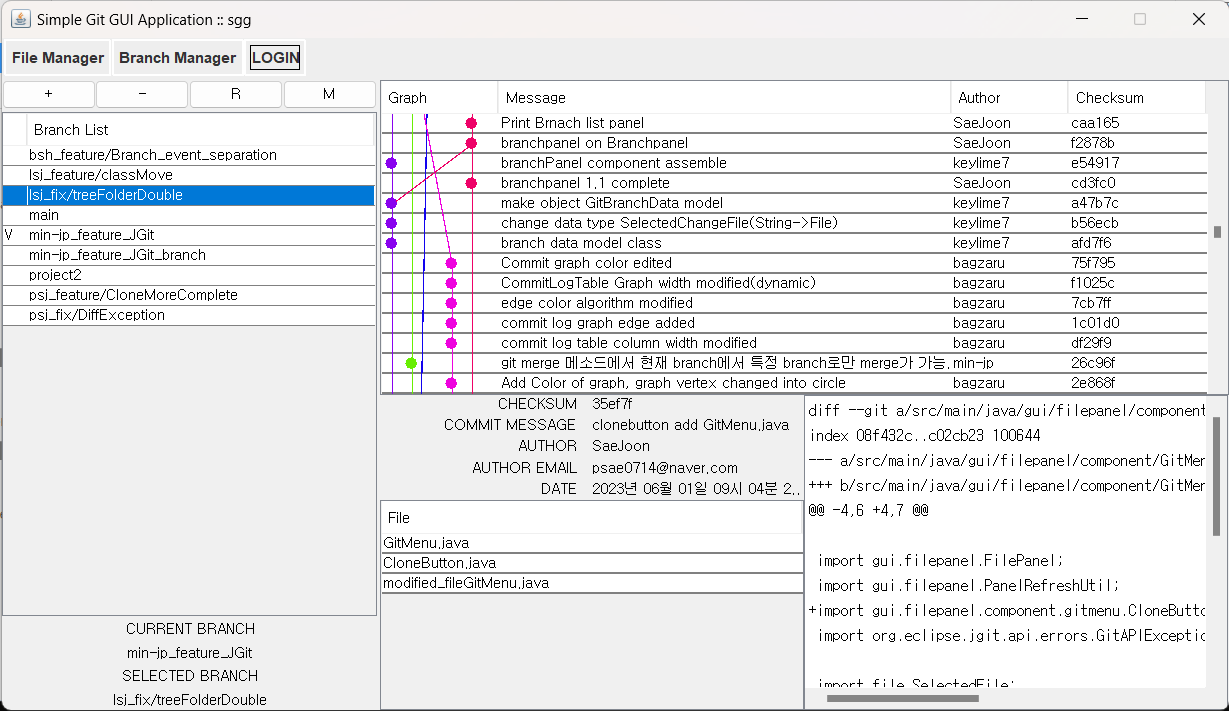 Simple Git GUI Application :: sgg
File Manager Branch Manager LOGIN
+ - R M
Branch List
bsh_feature/Branch_event_separation
lsj_feature/classMove
lsj_fix/treeFolderDouble
main
V min-jp_feature_JGit
min-jp_feature_JGit_branch
project2
psj_feature/CloneMoreComplete
psj_fix/DiffException
CURRENT BRANCH
min-jp_feature_JGit
SELECTED BRANCH
lsj_fix/treeFolderDouble
Graph Message Author Checksum
Print Brnach list panel SaeJoon caa165
branchpanel on Branchpanel SaeJoon f2878b
branchPanel component assemble keylime7 e54917
branchpanel 1.1 complete SaeJoon cd3fc0
make object GitBranchData model keylime7 a47b7c
change data type SelectedChangeFile(String->File) keylime7 b56ecb
branch data model class keylime7 afd7f6
Commit graph color edited bagzaru 75f795
CommitLogTable Graph width modified(dynamic) bagzaru f1025c
edge color algorithm modified bagzaru 7cb7ff
commit log graph edge added bagzaru 1c01d0
commit log table column width modified bagzaru df29f9
git merge 메소드에서 현재 branch에서 특정 branch로만 merge가 가능. min-jp 26c96f
Add Color of graph, graph vertex changed into circle bagzaru 2e868f
CHECKSUM 35ef7f
COMMIT MESSAGE clonebutton add GitMenu.java
AUTHOR SaeJoon
AUTHOR EMAIL psae0714@naver.com
DATE 2023년 06월 01일 09시 04분 2..
File
GitMenu.java
CloneButton.java
modified_fileGitMenu.java
diff --git a/src/main/java/gui/filepanel/component
index 08f432c..c02cb23 100644
--- a/src/main/java/gui/filepanel/component/GitMer
+++ b/src/main/java/gui/filepanel/component/GitMer
@@ -4,6 +4,7 @@
import gui.filepanel.FilePanel;
import gui.filepanel.PanelRefreshUtil;
+import gui.filepanel.component.gitmenu.CloneButto
import org.eclipse.jgit.api.errors.GitAPIExceptio
import file.SelectedFile;